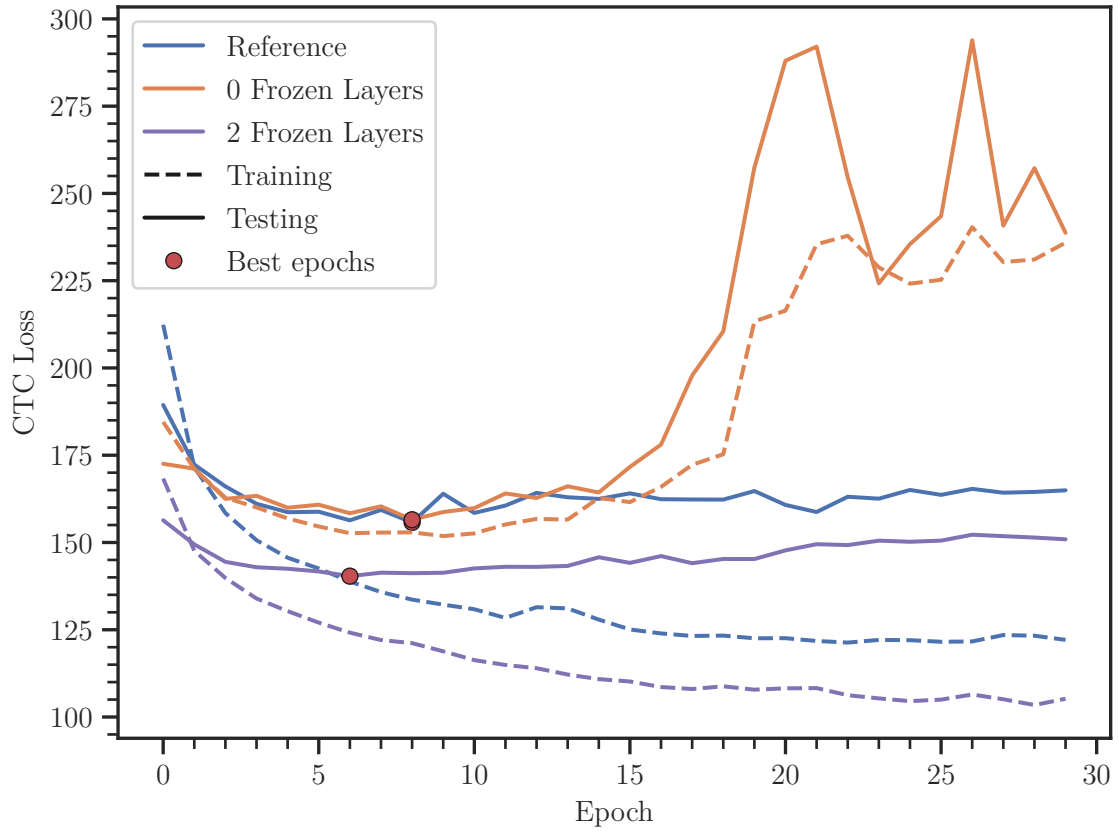 300
275
250
225
200
175
150
125
100
CTC Loss
Reference
0 Frozen Layers
2 Frozen Layers
Training
Testing
Best epochs
0 5 10 15 20 25 30
Epoch